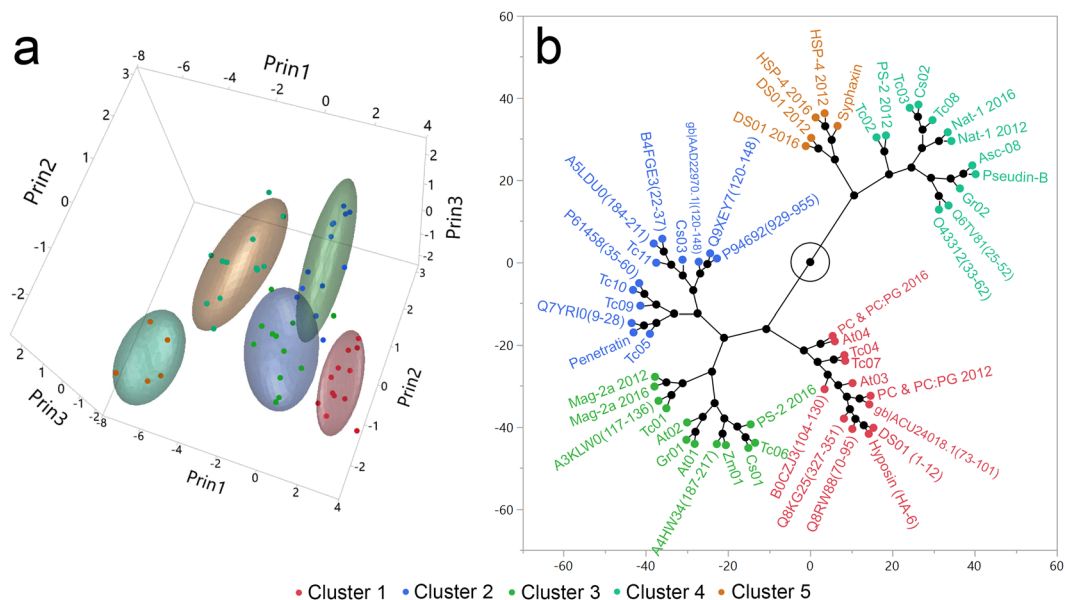 a
-8
-6
-4
Prin1
-2
0
2
4
3
2
1
Prin2
0
-1
-2
2
1
0
Prin3
-1
-2
3
2
1
0
Prin3
-1
-2
-3
2
1
Prin2
0
-1
-2
-8
-6
-4
Prin1
-2
0
2
4
b
60
40
20
0
-20
-40
-60
-60
-40
-20
0
20
40
60
DS01 2016
DS01 2012
HSP-4 2016
HSP-4 2012
Syphaxin
Tc02
PS-2 2012
Tc03
Cs02
Tc08
Nat-1 2016
Nat-1 2012
Asc-08
Pseudin-B
Gr02
Q6TV81(25-52)
O43312(33-62)
P94692(929-955)
Q9XEY7(120-148)
gb|AAD22970.1|(120-148)
Cs03
B4FGE3(22-37)
A5LDU0(184-211)
Tc11
P61458(35-60)
Tc10
Tc09
Q7YRI0(9-28)
Penetratin
Tc05
Mag-2a 2012
Mag-2a 2016
A3KLW0(117-136)
Tc01
At02
Gr01
At01
A4HW34(187-217)
Zm01
Cs01
Tc06
PS-2 2016
PC & PC:PG 2016
At04
Tc04
Tc07
At03
PC & PC:PG 2012
gb|ACU24018.1(73-101)
DS01 (1-12)
Hyposin (HA-6)
Q8RW88(70-95)
Q8KG25(327-351)
B0CZJ3(104-130)
Cluster 1
Cluster 2
Cluster 3
Cluster 4
Cluster 5